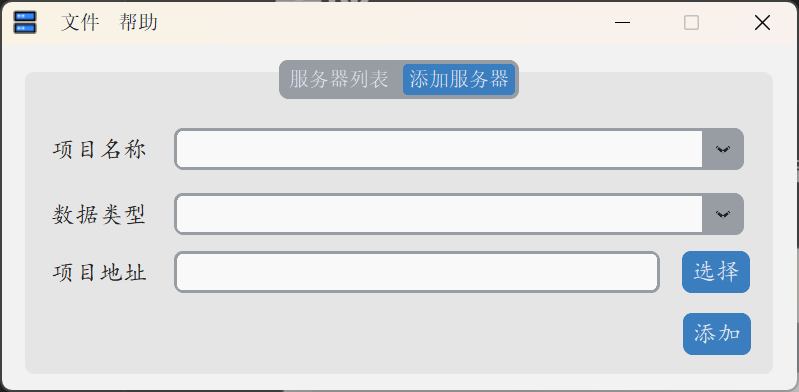 文件 帮助
服务器列表 添加服务器
项目名称
数据类型
项目地址 选择
添加